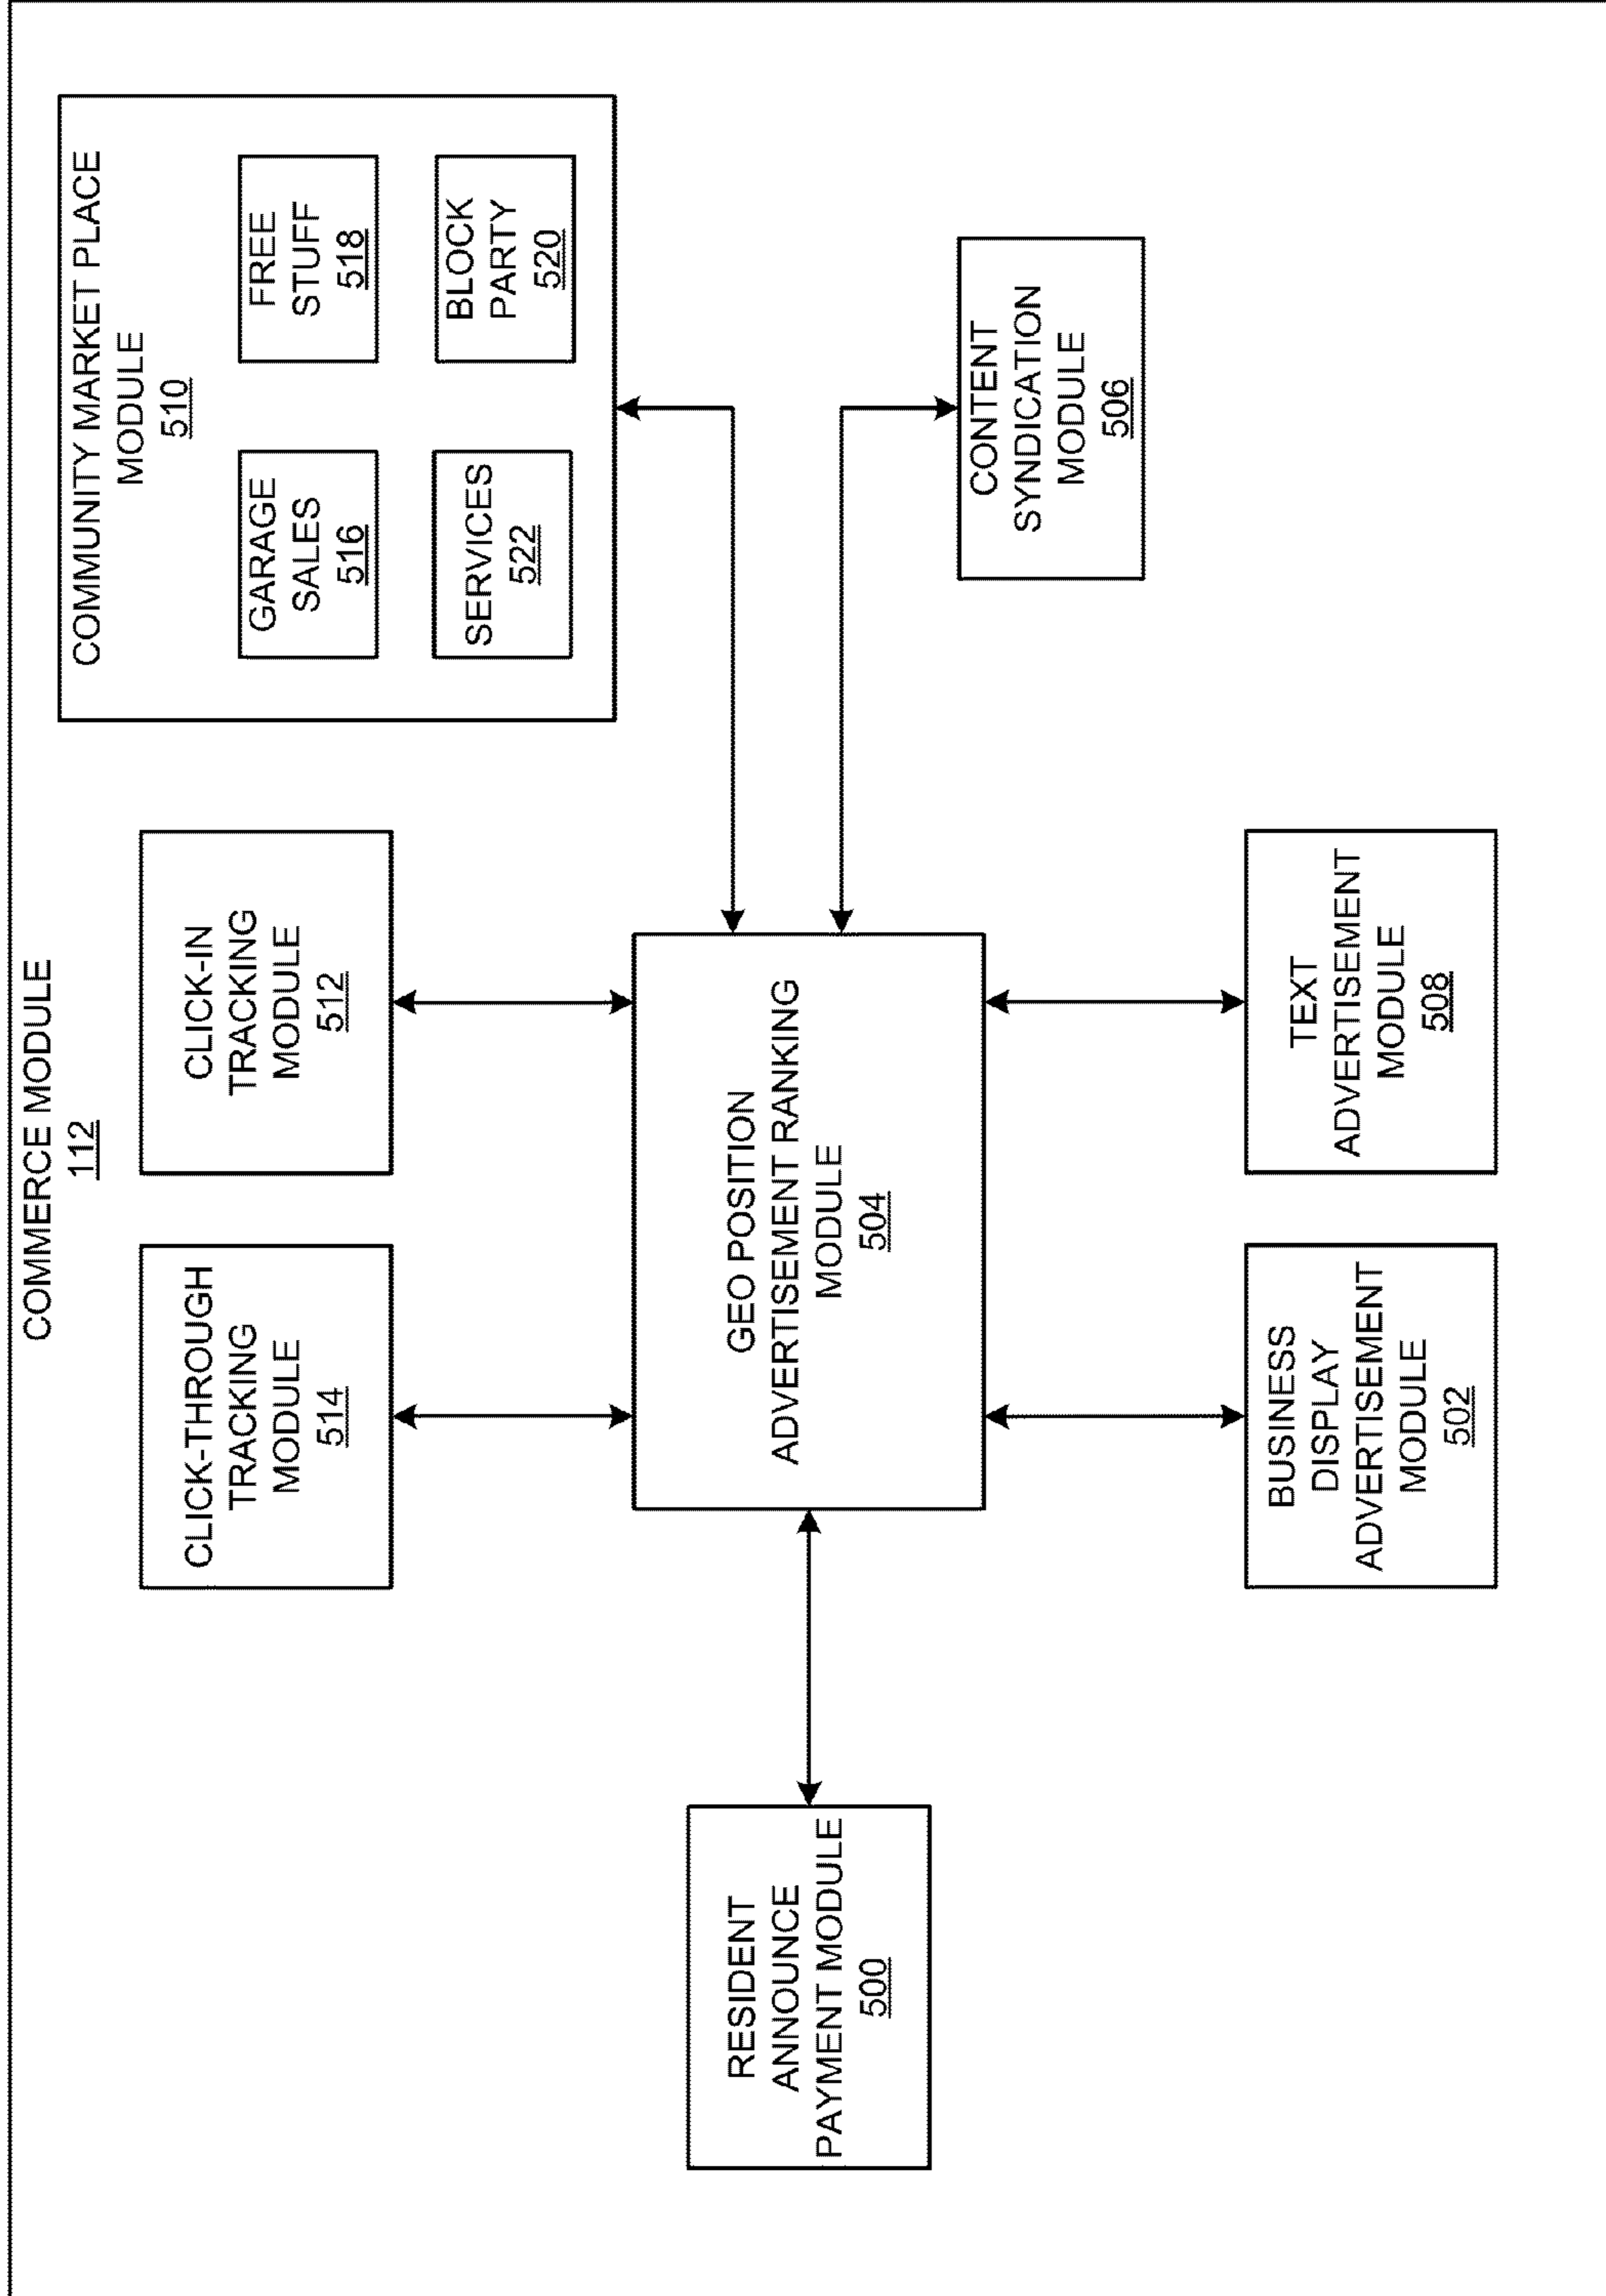 COMMERCE MODULE
112
CLICK-THROUGH
TRACKING
MODULE
514
CLICK-IN
TRACKING
MODULE
512
COMMUNITY MARKET PLACE
MODULE
510
GARAGE
SALES
516
FREE
STUFF
518
SERVICES
522
BLOCK
PARTY
520
RESIDENT
ANNOUNCE
PAYMENT MODULE
500
GEO POSITION
ADVERTISEMENT RANKING
MODULE
504
CONTENT
SYNDICATION
MODULE
506
BUSINESS
DISPLAY
ADVERTISEMENT
MODULE
502
TEXT
ADVERTISEMENT
MODULE
508